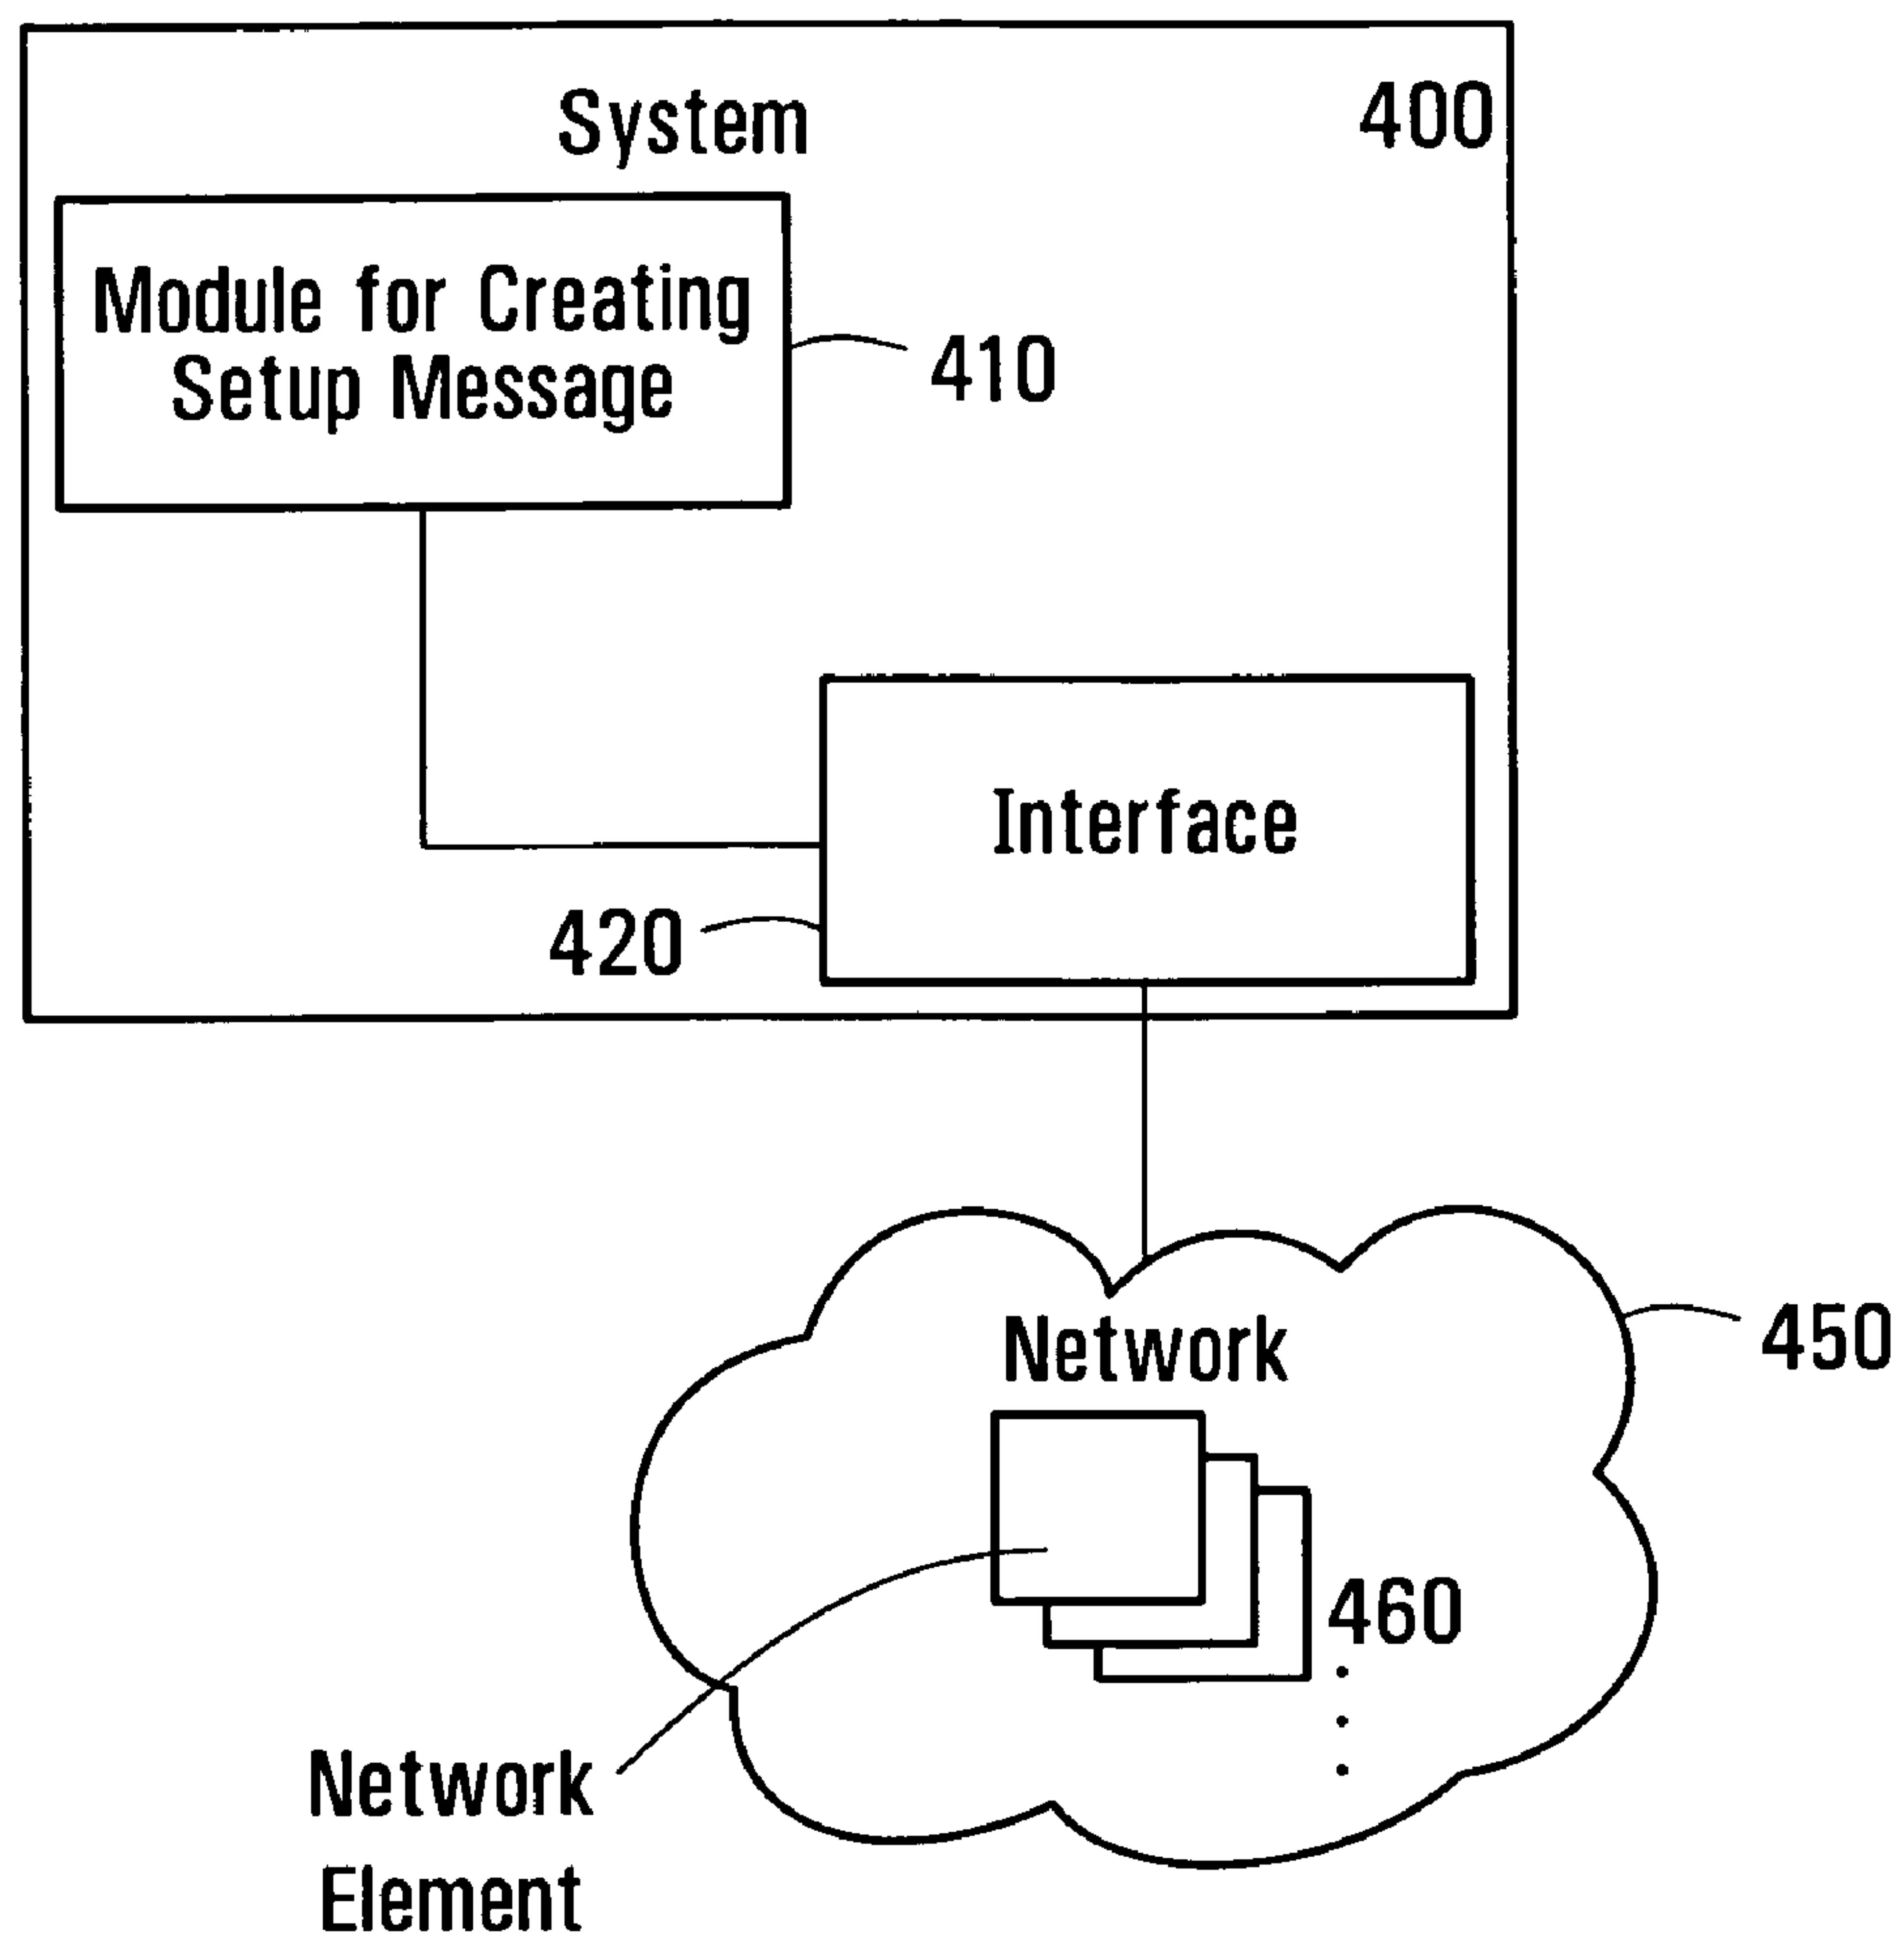 System
400
Module for Creating
Setup Message
410
Interface
420
Network
450
460
Network
Element